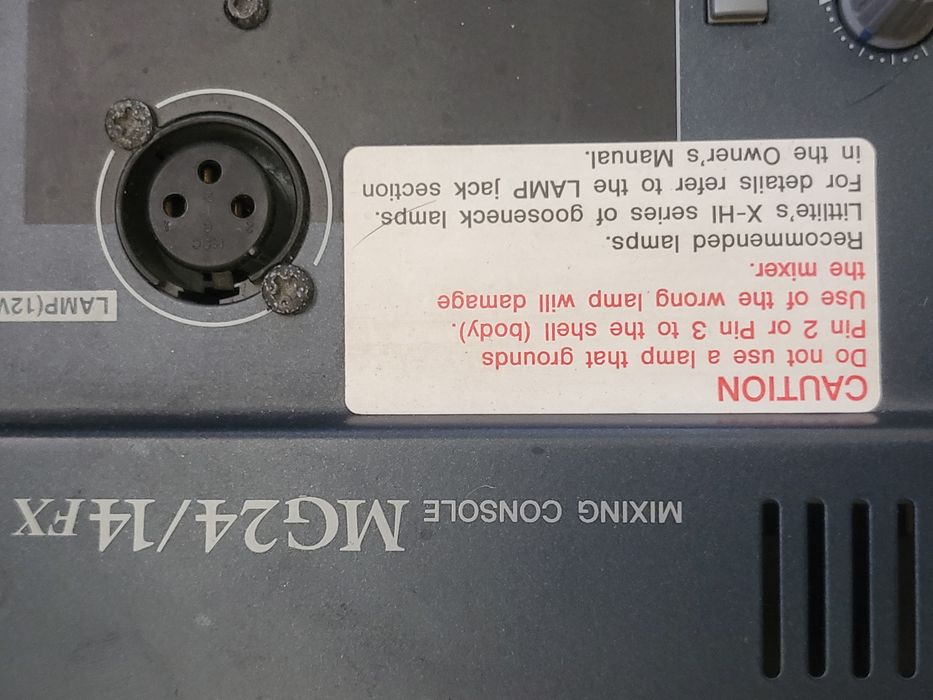 MIXING CONSOLE MG24/14FX
CAUTION
Do not use a lamp that grounds
Pin 2 or Pin 3 to the shell (body).
Use of the wrong lamp will damage
the mixer.
Recommended lamps.
Littlite's X-HI series of gooseneck lamps.
For details refer to the LAMP jack section
in the Owner's Manual.
LAMP(12V